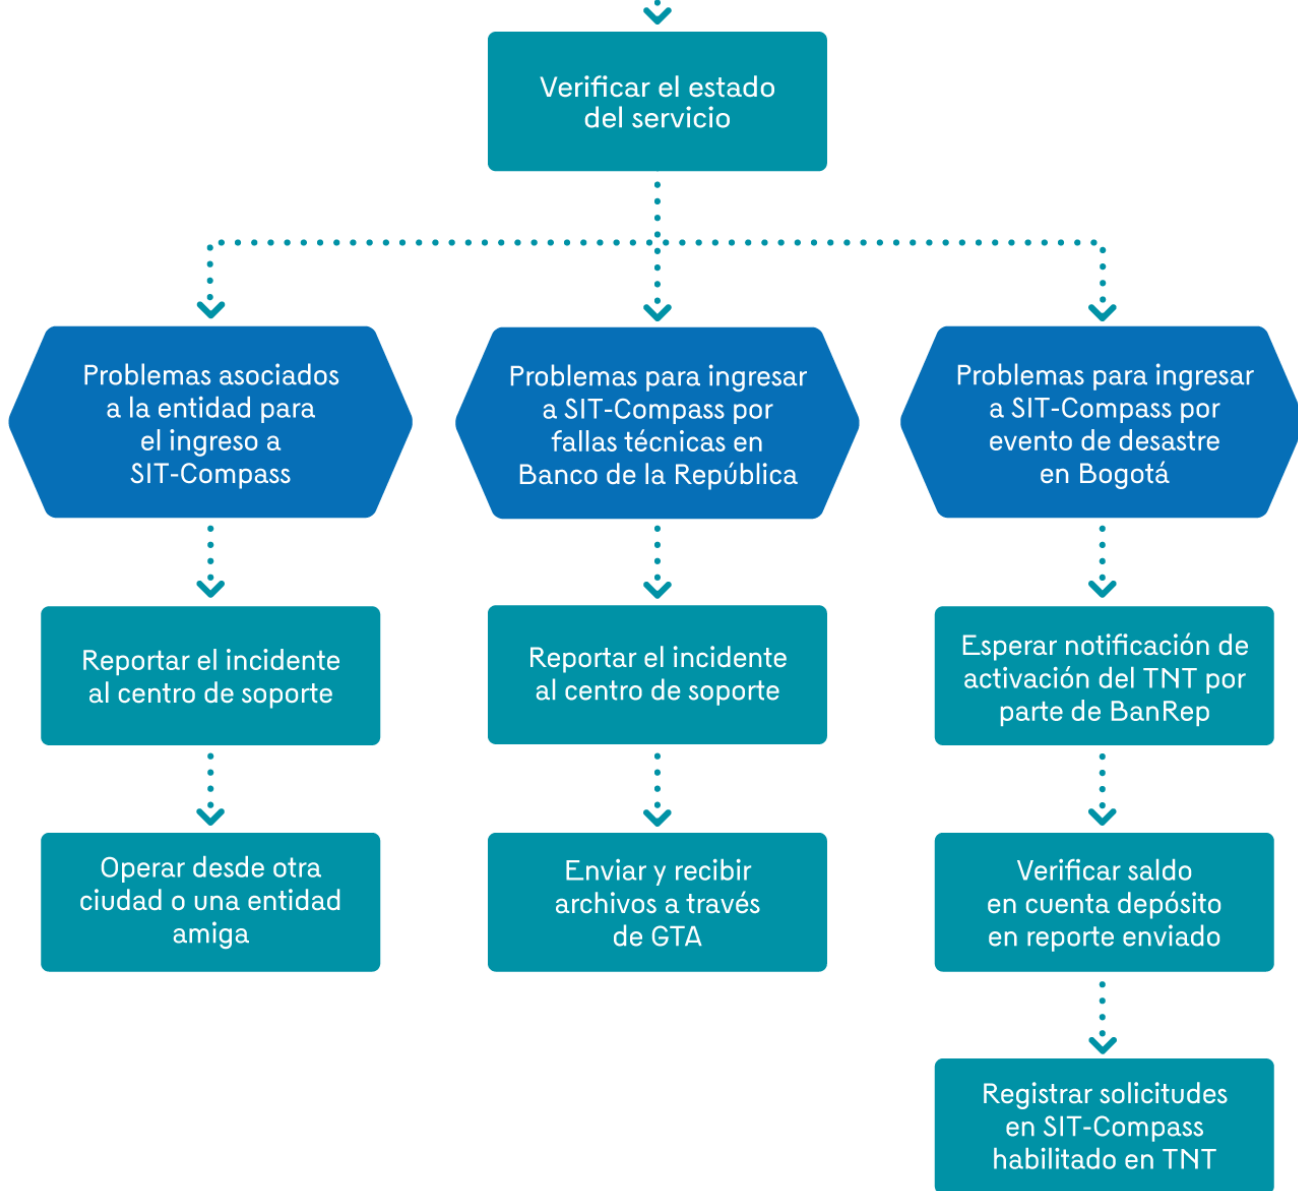 Verificar el estado
del servicio
Problemas asociados
a la entidad para
el ingreso a
SIT-Compass
Problemas para ingresar
a SIT-Compass por
fallas técnicas en
Banco de la República
Problemas para ingresar
a SIT-Compass por
evento de desastre
en Bogotá
Reportar el incidente
al centro de soporte
Reportar el incidente
al centro de soporte
Esperar notificación de
activación del TNT por
parte de BanRep
Operar desde otra
ciudad o una entidad
amiga
Enviar y recibir
archivos a través
de GTA
Verificar saldo
en cuenta depósito
en reporte enviado
Registrar solicitudes
en SIT-Compass
habilitado en TNT